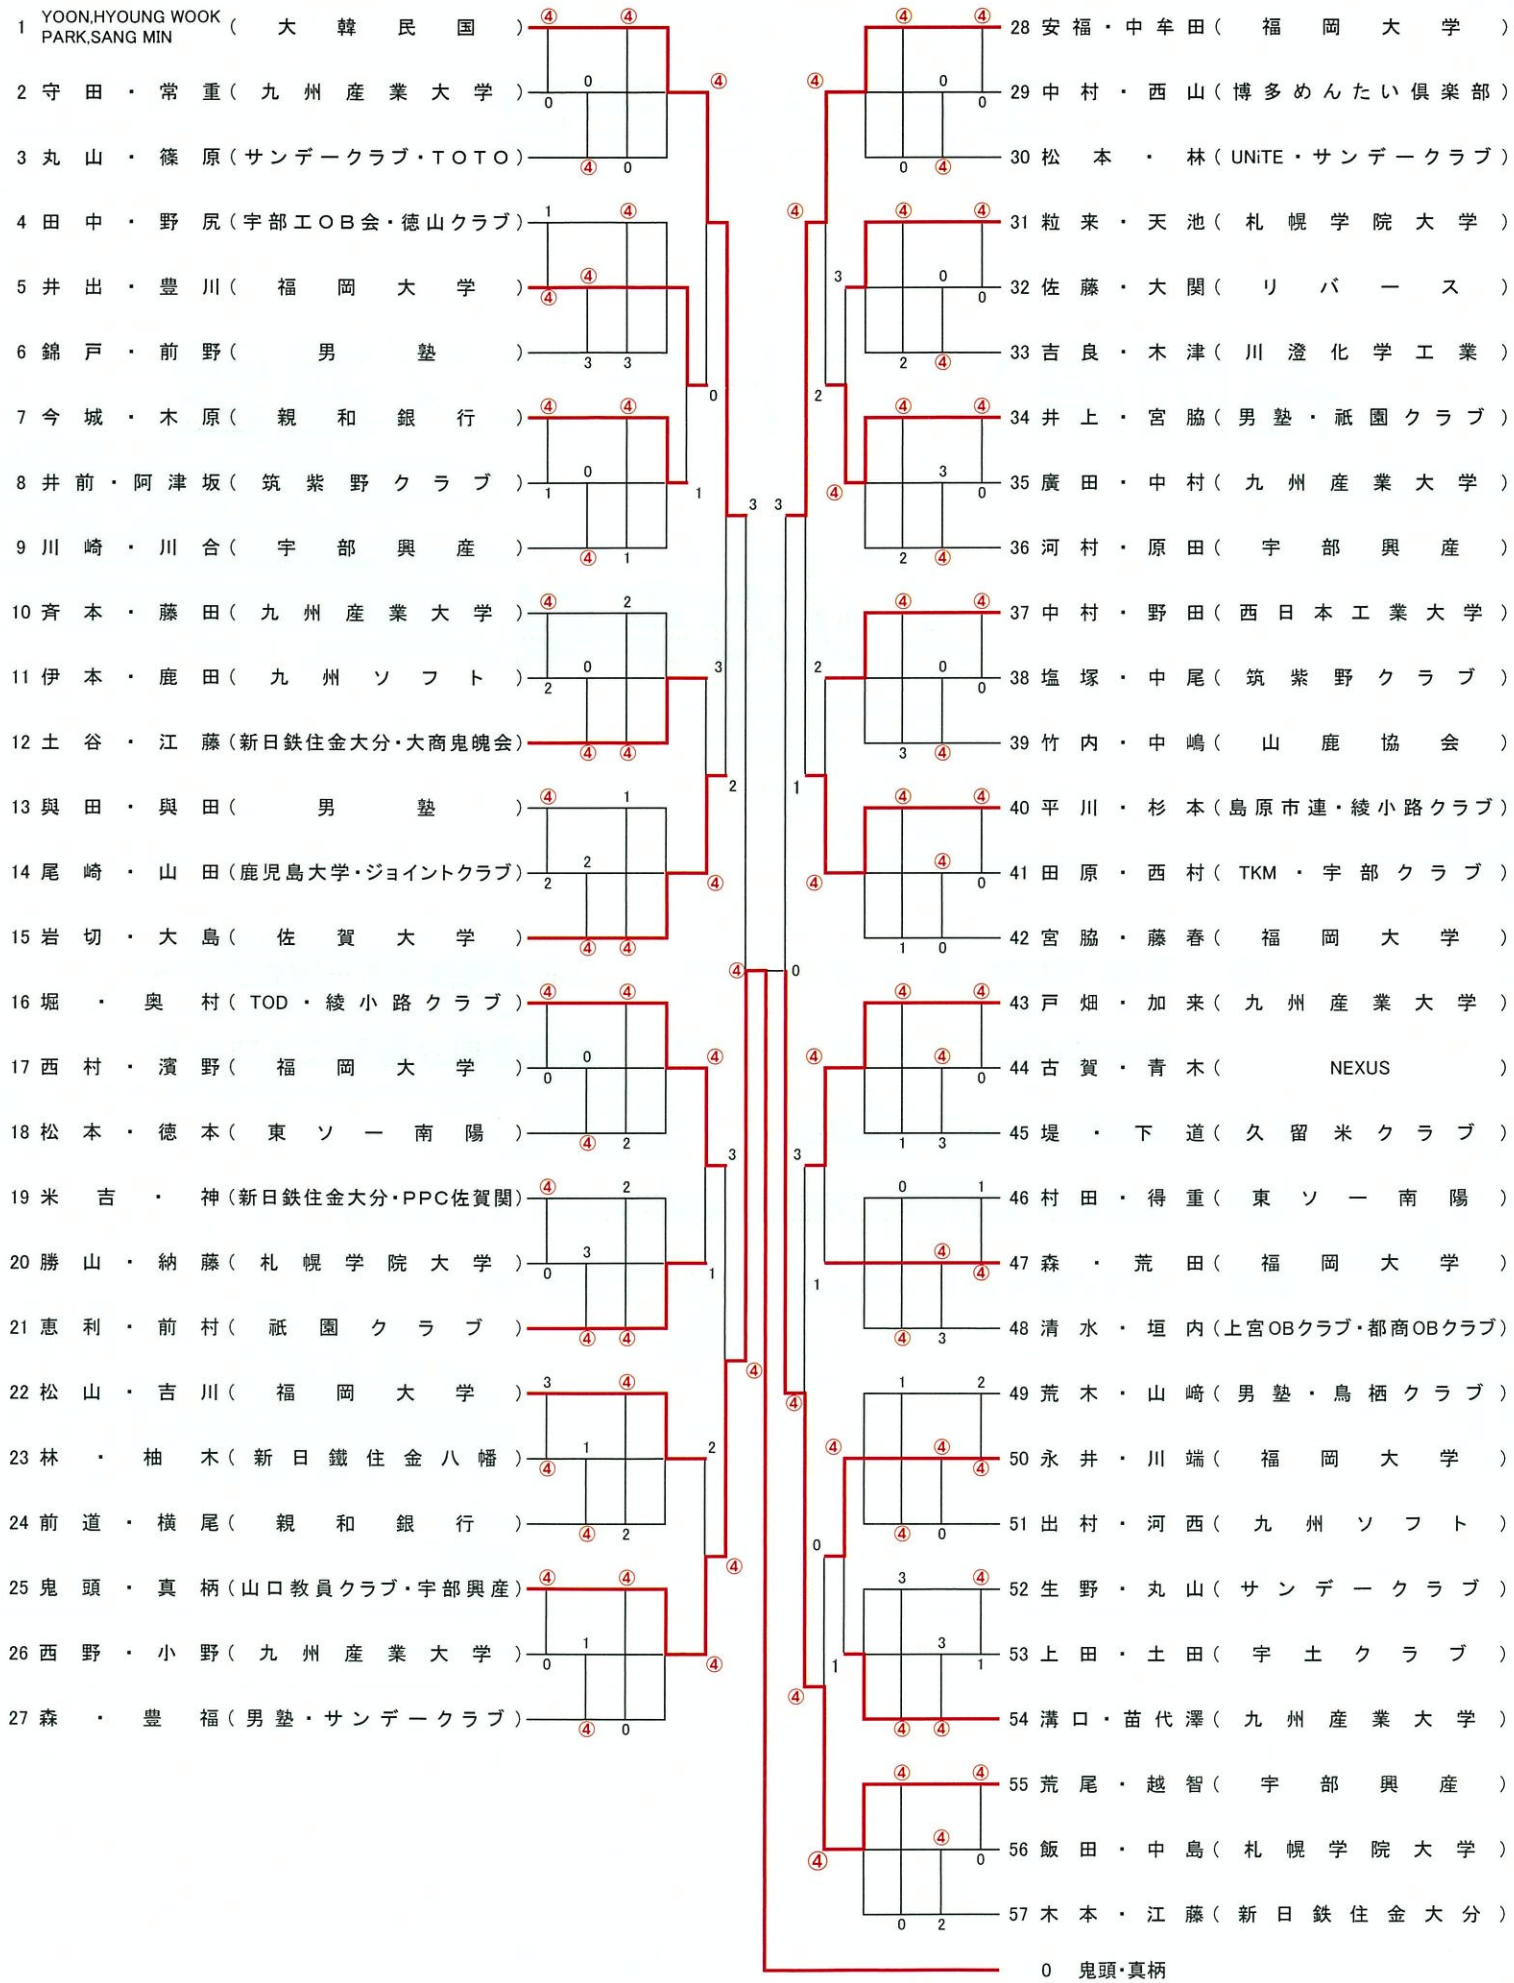 1 YOON,HYOUNG WOOK PARK,SANG MIN (大韓民国)
2 守田・常重(九州産業大学)
3 丸山・篠原(サンデークラブ・TOTO)
4 田中・野尻(宇部工OB会・徳山クラブ)
5 井出・豊川(福岡大学)
6 錦戸・前野(男塾)
7 今城・木原(親和銀行)
8 井前・阿津坂(筑紫野クラブ)
9 川崎・川合(宇部興産)
10 斉本・藤田(九州産業大学)
11 伊本・鹿田(九州ソフト)
12 土谷・江藤(新日鉄住金大分・大商鬼魄会)
13 與田・與田(男塾)
14 尾崎・山田(鹿児島大学・ジョイントクラブ)
15 岩切・大島(佐賀大学)
16 堀・奥村(TOD・綾小路クラブ)
17 西村・濱野(福岡大学)
18 松本・徳本(東ソー南陽)
19 米吉・神(新日鉄住金大分・PPC佐賀関)
20 勝山・納藤(札幌学院大学)
21 恵利・前村(祇園クラブ)
22 松山・吉川(福岡大学)
23 林・柚木(新日鐵住金八幡)
24 前道・横尾(親和銀行)
25 鬼頭・真柄(山口教員クラブ・宇部興産)
26 西野・小野(九州産業大学)
27 森・豊福(男塾・サンデークラブ)
28 安福・中牟田(福岡大学)
29 中村・西山(博多めんたい倶楽部)
30 松本・林(UNiTE・サンデークラブ)
31 粒来・天池(札幌学院大学)
32 佐藤・大関(リバース)
33 吉良・木津(川澄化学工業)
34 井上・宮脇(男塾・祇園クラブ)
35 廣田・中村(九州産業大学)
36 河村・原田(宇部興産)
37 中村・野田(西日本工業大学)
38 塩塚・中尾(筑紫野クラブ)
39 竹内・中嶋(山鹿協会)
40 平川・杉本(島原市連・綾小路クラブ)
41 田原・西村(TKM・宇部クラブ)
42 宮脇・藤春(福岡大学)
43 戸畑・加来(九州産業大学)
44 古賀・青木(NEXUS)
45 堤・下道(久留米クラブ)
46 村田・得重(東ソー南陽)
47 森・荒田(福岡大学)
48 清水・垣内(上宮OBクラブ・都商OBクラブ)
49 荒木・山﨑(男塾・鳥栖クラブ)
50 永井・川端(福岡大学)
51 出村・河西(九州ソフト)
52 生野・丸山(サンデークラブ)
53 上田・土田(宇土クラブ)
54 溝口・苗代澤(九州産業大学)
55 荒尾・越智(宇部興産)
56 飯田・中島(札幌学院大学)
57 木本・江藤(新日鉄住金大分)
0 鬼頭・真柄